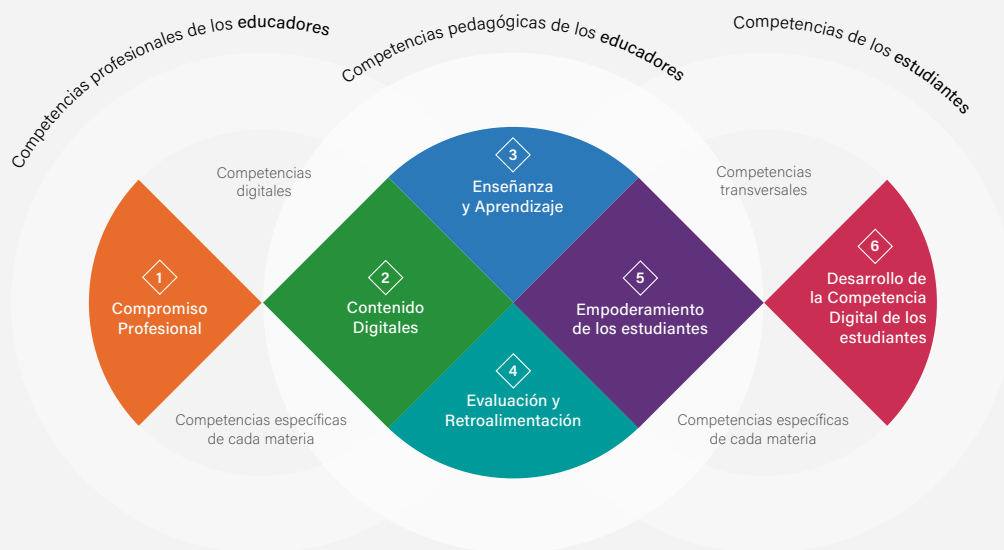 Competencias profesionales de los educadores
Competencias pedagógicas de los educadores
Competencias de los estudiantes
Competencias
digitales
Competencias
transversales
1
Compromiso
Profesional
2
Contenido
Digitales
3
Enseñanza
y Aprendizaje
4
Evaluación y
Retroalimentación
5
Empoderamiento
de los estudiantes
6
Desarrollo de
la Competencia
Digital de los
estudiantes
Competencias específicas
de cada materia
Competencias específicas
de cada materia